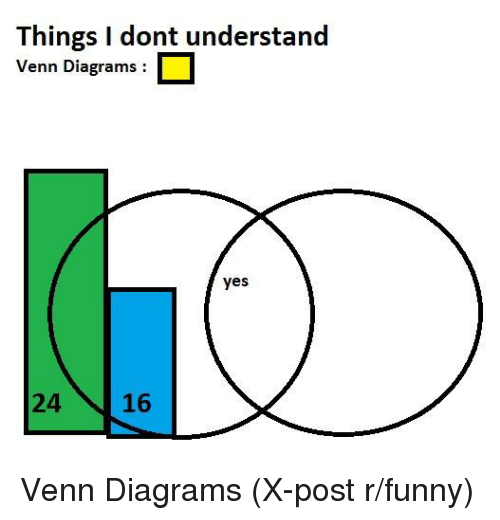 Things I dont understand
Venn Diagrams :
yes
24 16
Venn Diagrams (X-post r/funny)